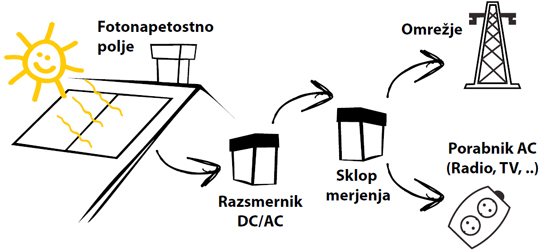 Fotonapetostno
polje
Omrežje
Razsmernik
DC/AC
Sklop
merjenja
Porabnik AC
(Radio, TV, ..)